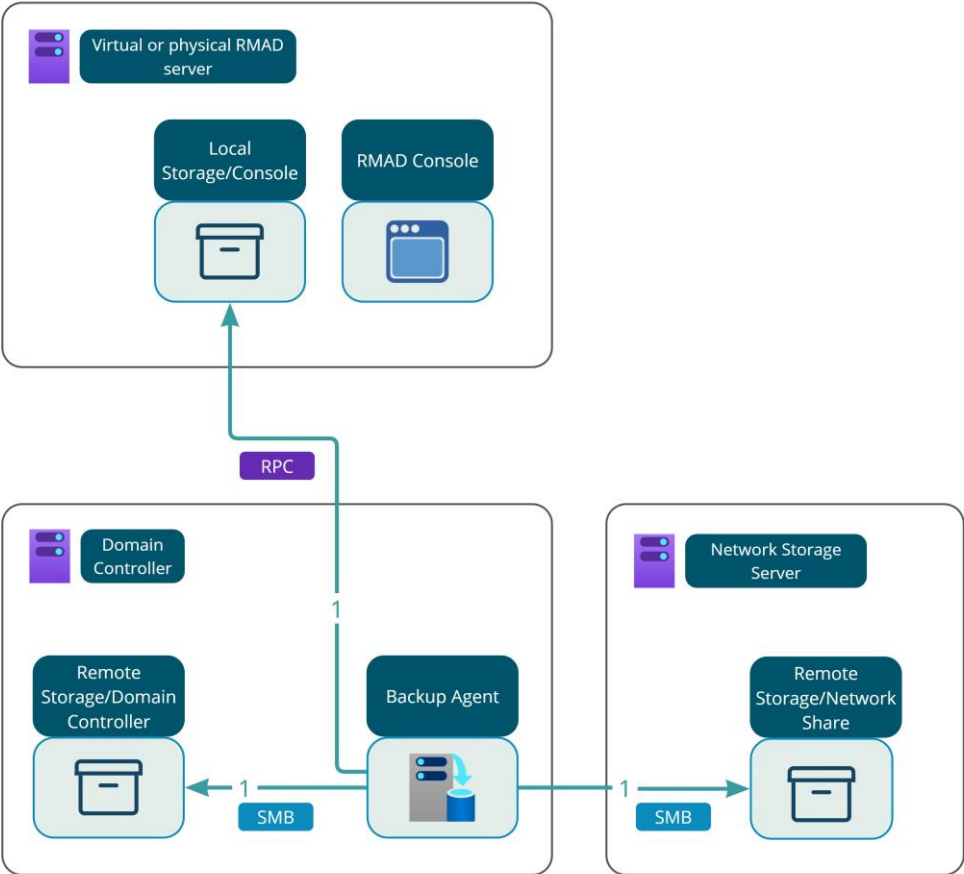 Virtual or physical RMAD
server
Local
Storage/Console
RMAD Console
RPC
Domain
Controller
Network Storage
Server
1
Remote
Storage/Domain
Controller
Backup Agent
Remote
Storage/Network
Share
1
SMB
1
SMB